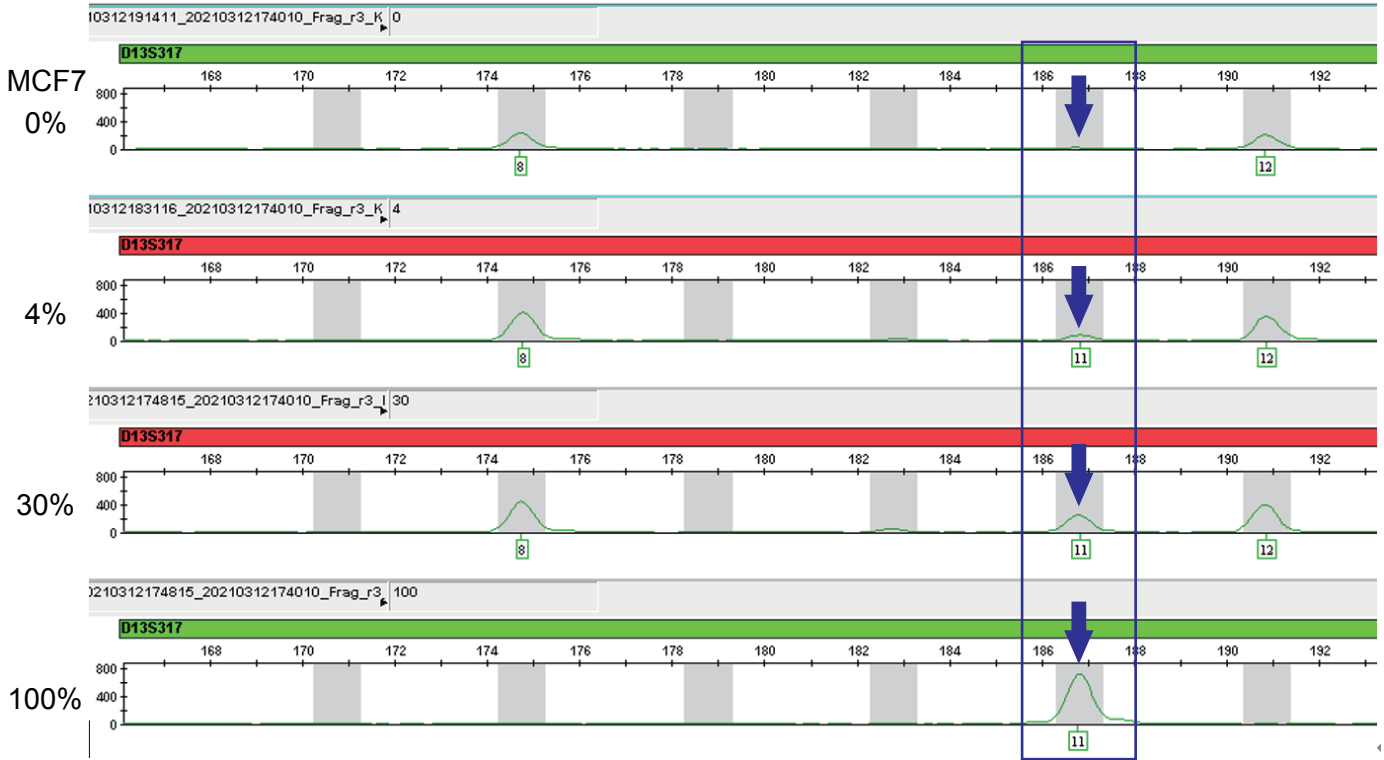 10312191411_20210312174010_Frag_r3_K 0
D13S317
MCF7
0%
168 170 172 174 176 178 180 182 184 186 188 190 192
800
400
0
8 12
10312183116_20210312174010_Frag_r3_K 4
D13S317
4%
168 170 172 174 176 178 180 182 184 186 188 190 192
800
400
0
8 11 12
210312174815_20210312174010_Frag_r3_I 30
D13S317
30%
168 170 172 174 176 178 180 182 184 186 188 190 192
800
400
0
8 11 12
0210312174815_20210312174010_Frag_r3_ 100
D13S317
100%
168 170 172 174 176 178 180 182 184 186 188 190 192
800
400
0
11